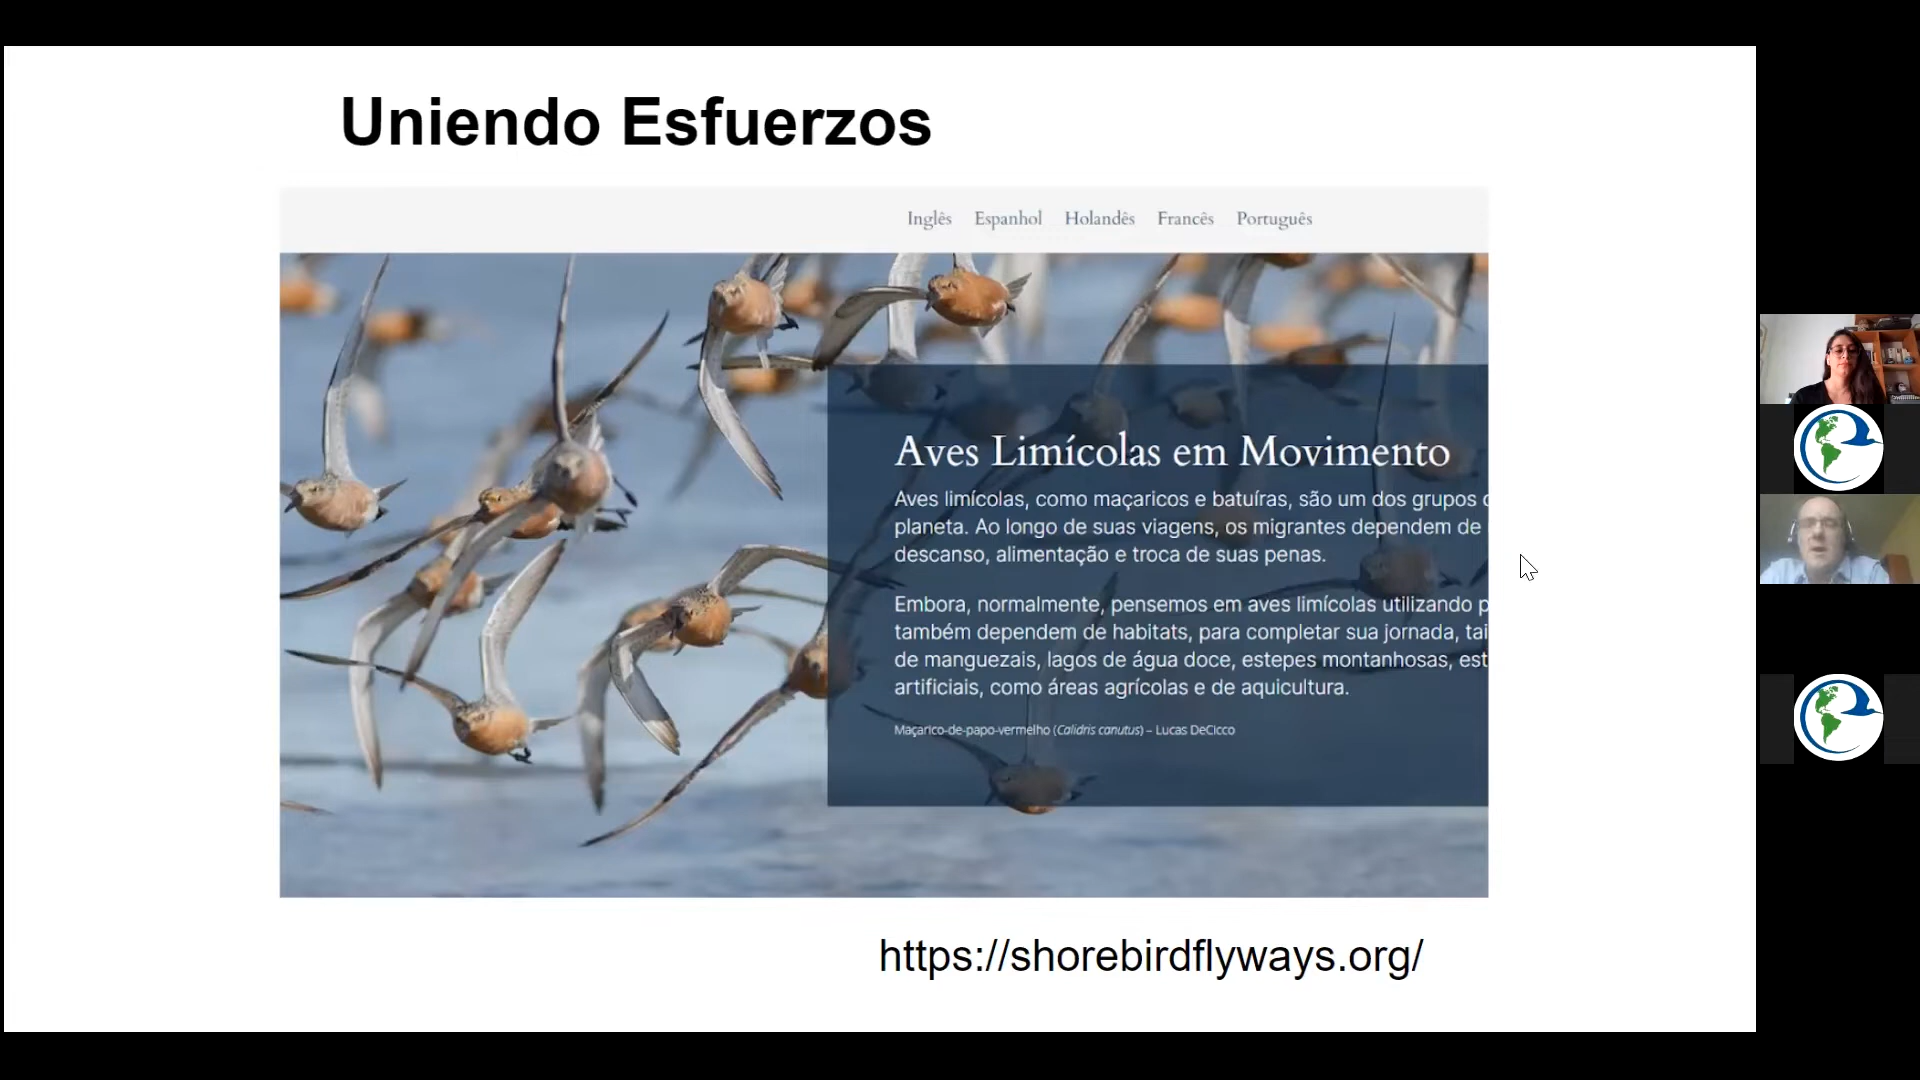 Uniendo Esfuerzos
Inglês Espanhol Holandês Francês Português
Aves Limícolas em Movimento
Aves limícolas, como maçaricos e batuíras, são um dos grupos
planeta. Ao longo de suas viagens, os migrantes dependem de
descanso, alimentação e troca de suas penas.
Embora, normalmente, pensemos em aves limícolas utilizando
também dependem de habitats, para completar sua jornada,
de manguezais, lagos de água doce, estepes montanhosas,
artificiais, como áreas agrícolas e de aquicultura.
Maçarico-de-papo-vermelho (Calidris canutus) – Lucas DeCicco
https://shorebirdflyways.org/